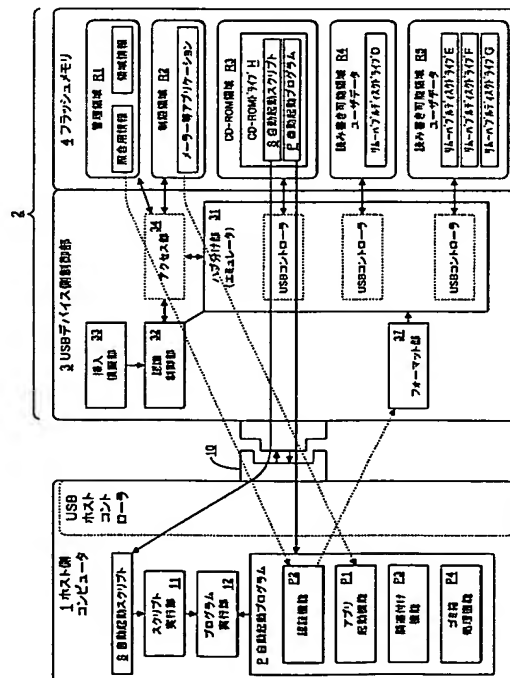 2
1 ホスト側
コンピュータ
USB
ホスト
コント
ローラ
S 自動起動スクリプト
スクリプト
実行部 11
プログラム
実行部 12
P 自動起動プログラム
P2
認証機能
P1
アプリ
起動機能
P3
関連付け
機能
P4
ゴミ箱
処理機能
10
3 USBデバイス側制御部
33
挿入
32
認識
制御部
34
アクセス部
31
ハブ分け部
(エミュレータ)
USBコントローラ
USBコントローラ
USBコントローラ
37
フォーマット部
4 フラッシュメモリ
管理領域 R1
照合用情報
領域情報
制限領域 R2
メーラー等アプリケーション
CD-ROM領域 R3
CD-ROMドライブ H
S 自動起動スクリプト
P 自動起動プログラム
読み書き可能領域 R4
ユーザデータ
リムーバブルディスクドライブ D
読み書き可能領域 R5
ユーザデータ
リムーバブルディスクドライブ E
リムーバブルディスクドライブ F
リムーバブルディスクドライブ G